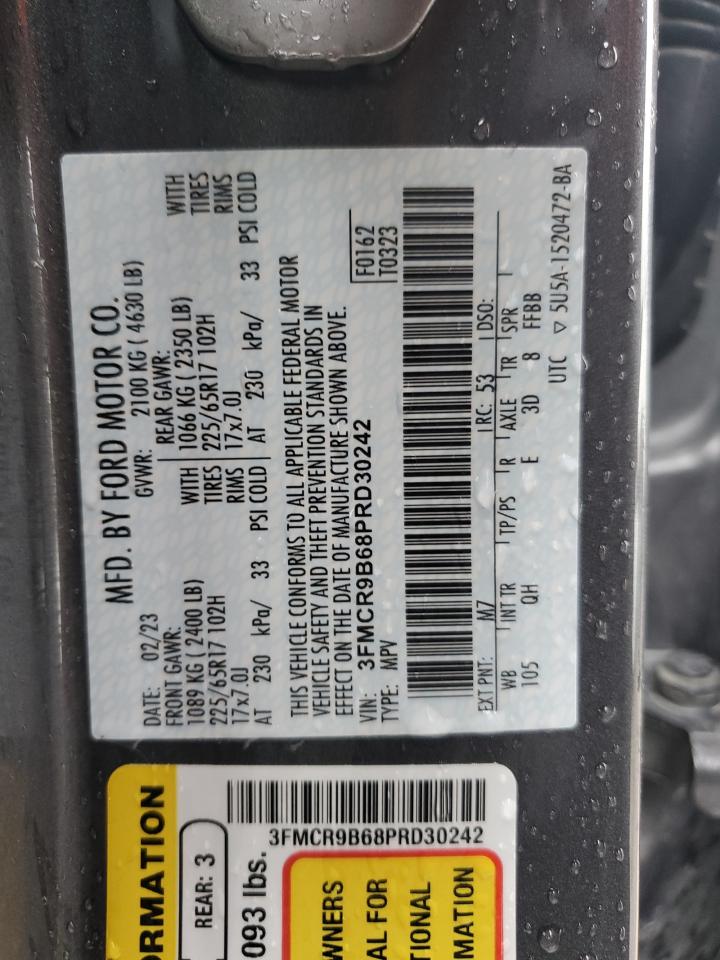 MFD. BY FORD MOTOR CO.
DATE: 02/23 GVWR: 2100 KG ( 4630 LB)
FRONT GAWR: REAR GAWR:
1089 KG ( 2400 LB) WITH 1066 KG ( 2350 LB) WITH
225/65R17 102H TIRES 225/65R17 102H TIRES
17x7.0J RIMS 17x7.0J RIMS
AT 230 kPa/ 33 PSI COLD AT 230 kPa/ 33 PSI COLD
THIS VEHICLE CONFORMS TO ALL APPLICABLE FEDERAL MOTOR
VEHICLE SAFETY AND THEFT PREVENTION STANDARDS IN
EFFECT ON THE DATE OF MANUFACTURE SHOWN ABOVE.
VIN: 3FMCR9B68PRD30242 F0162
TYPE: MPV T0323
EXT PNT: M7 RC: 53 DSO:
WB INT TR TP/PS R AXLE TR SPR
105 QH E 3D 8 FFBB
UTC ▽ 5U5A-1520472-BA
ORMATION
REAR: 3
093 lbs.
3FMCR9B68PRD30242
WNERS
AL FOR
TIONAL
MATION